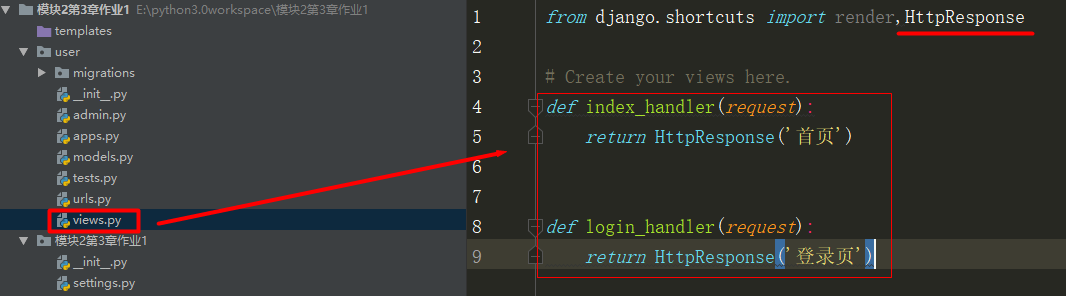 模块2第3章作业1 E:\python3.0workspace\模块2第3章作业1
templates
user
migrations
__init__.py
admin.py
apps.py
models.py
tests.py
urls.py
views.py
模块2第3章作业1
__init__.py
settings.py
1 from django.shortcuts import render,HttpResponse
2
3 # Create your views here.
4 def index_handler(request):
5 return HttpResponse('首页')
6
7
8 def login_handler(request):
9 return HttpResponse('登录页')